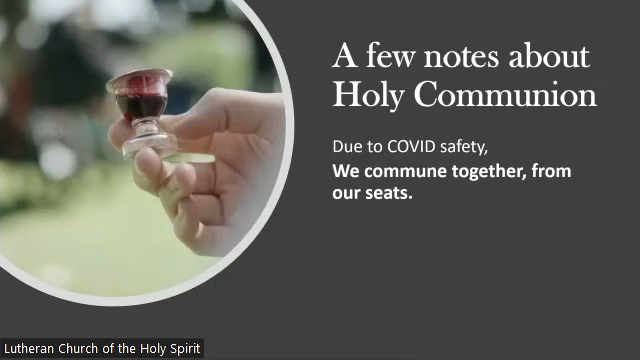 A few notes about
Holy Communion
Due to COVID safety,
We commune together, from
our seats.
Lutheran Church of the Holy Spirit